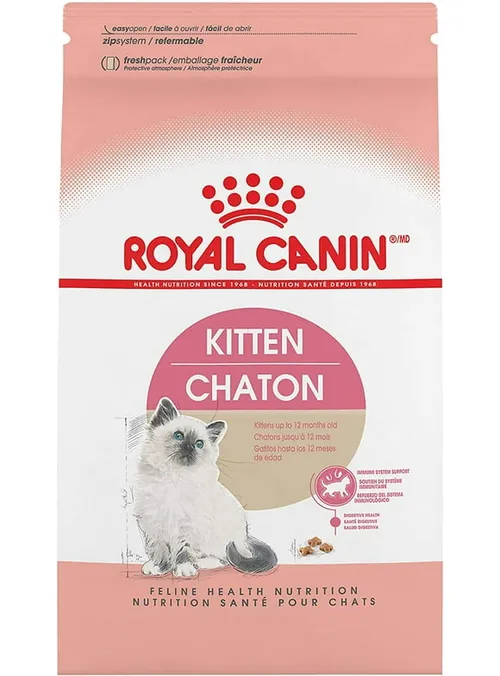 easyopen / facile à ouvrir / fácil de abrir
zipsystem / refermable
freshpack / emballage fraîcheur
Protective atmosphere / Atmosphère protectrice
ROYAL CANIN®/MD
HEALTH NUTRITION SINCE 1968 - NUTRITION SANTÉ DEPUIS 1968
KITTEN
CHATON
Kittens up to 12 months old
Chatons jusqu'à 12 mois
Gatitos hasta los 12 meses
de edad
IMMUNE SYSTEM SUPPORT
SOUTIEN DU SYSTÈME
IMMUNITAIRE
REFUERZO DEL SISTEMA
INMUNOLÓGICO
DIGESTIVE HEALTH
SANTÉ DIGESTIVE
SALUD DIGESTIVA
FELINE HEALTH NUTRITION
NUTRITION SANTÉ POUR CHATS